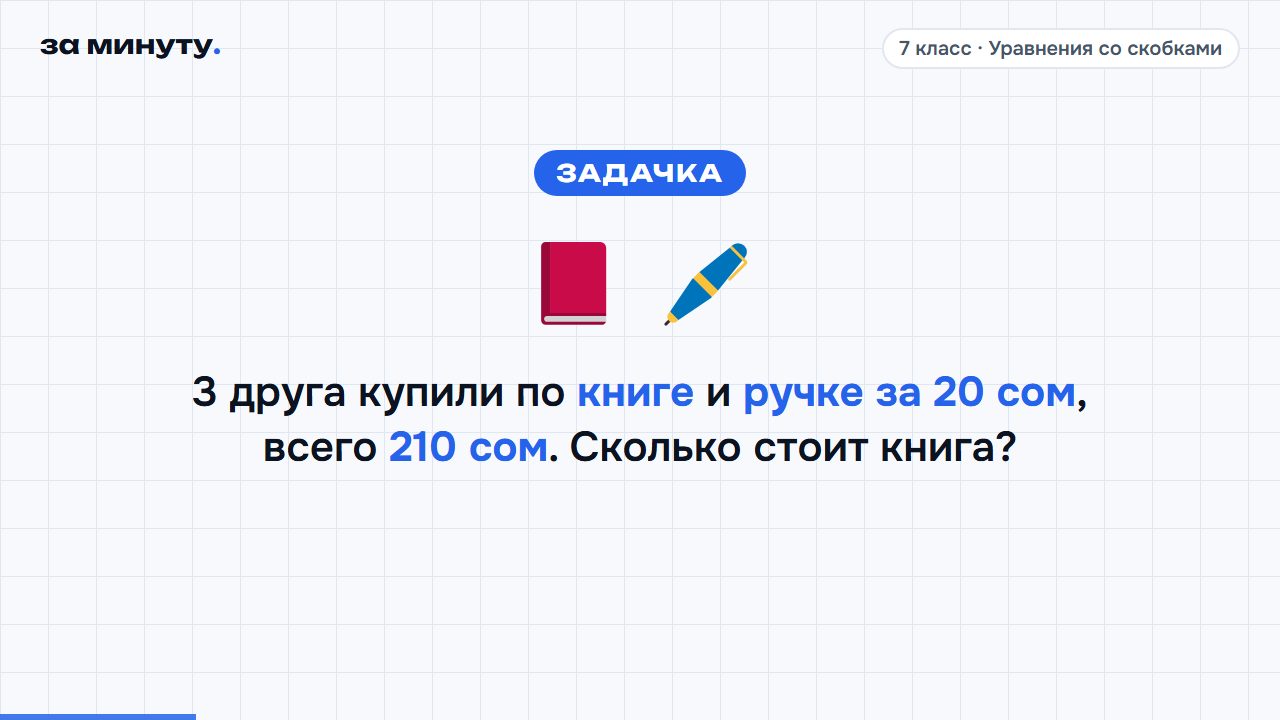 за минуту.
7 класс · Уравнения со скобками
ЗАДАЧКА
3 друга купили по книге и ручке за 20 сом,
всего 210 сом. Сколько стоит книга?